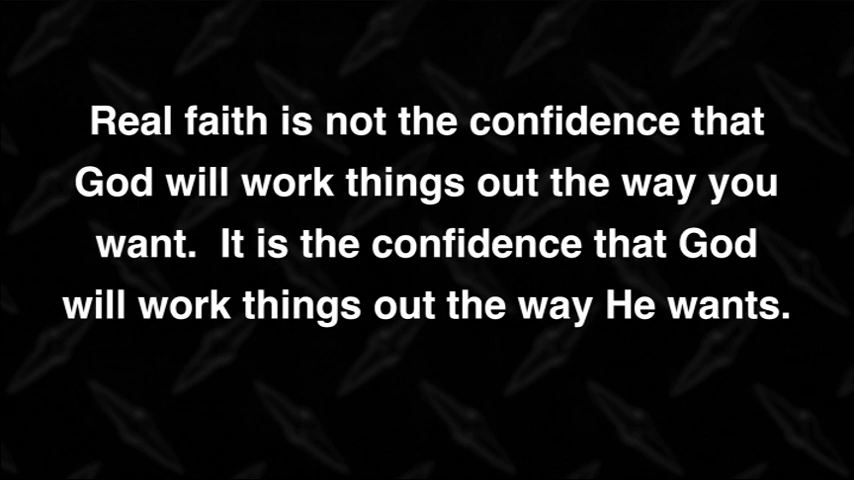 Real faith is not the confidence that
God will work things out the way you
want.  It is the confidence that God
will work things out the way He wants.